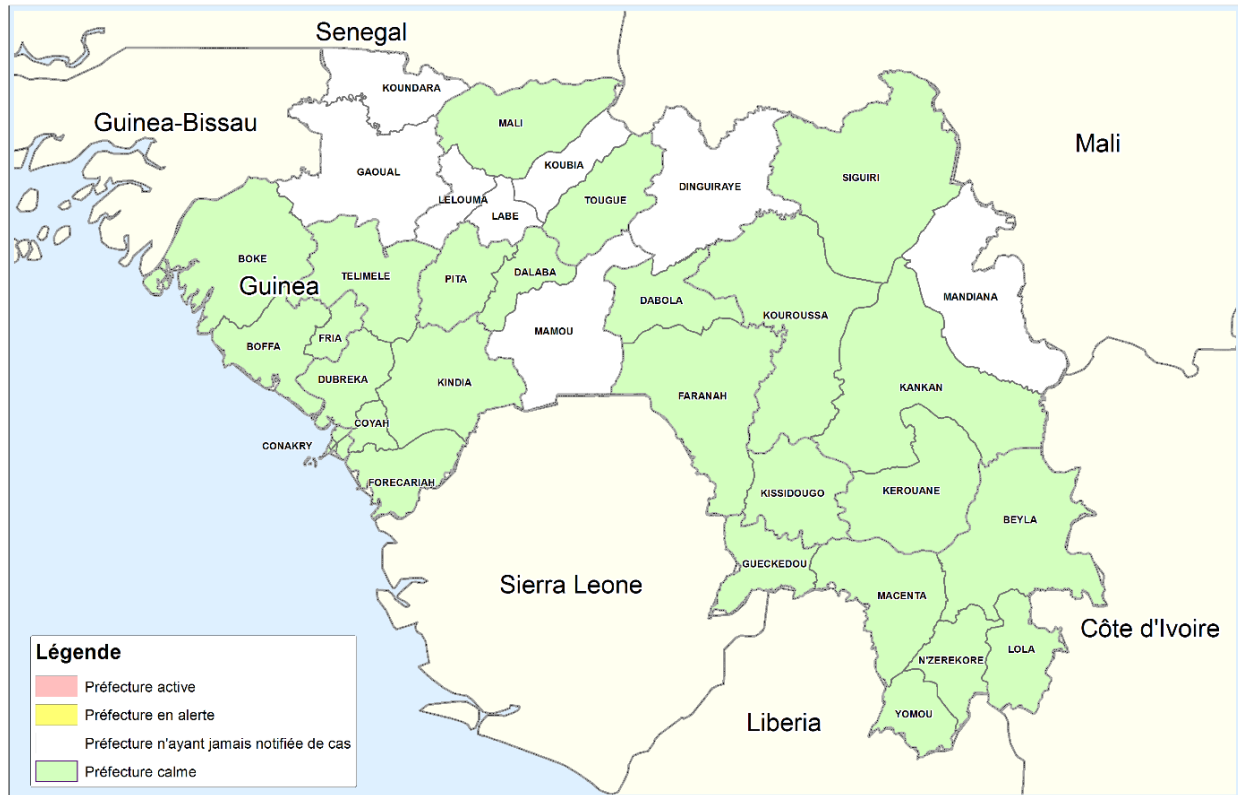 Senegal
KOUNDARA
Guinea-Bissau
MALI
Mali
KOUBIA
GAOUAL
SIGUIRI
DINGUIRAYE
LELOUMA
TOUGUE
LABE
BOKE
TELIMELE
PITA
DALABA
Guinea
MANDIANA
DABOLA
KOUROUSSA
MAMOU
FRIA
BOFFA
DUBREKA
KINDIA
KANKAN
FARANAH
COYAH
CONAKRY
FORECARIAH
KISSIDOUGO
KEROUANE
BEYLA
GUECKEDOU
Sierra Leone
MACENTA
Côte d'Ivoire
LOLA
N'ZEREKORE
YOMOU
Liberia
Légende
Préfecture active
Préfecture en alerte
Préfecture n'ayant jamais notifiée de cas
Préfecture calme